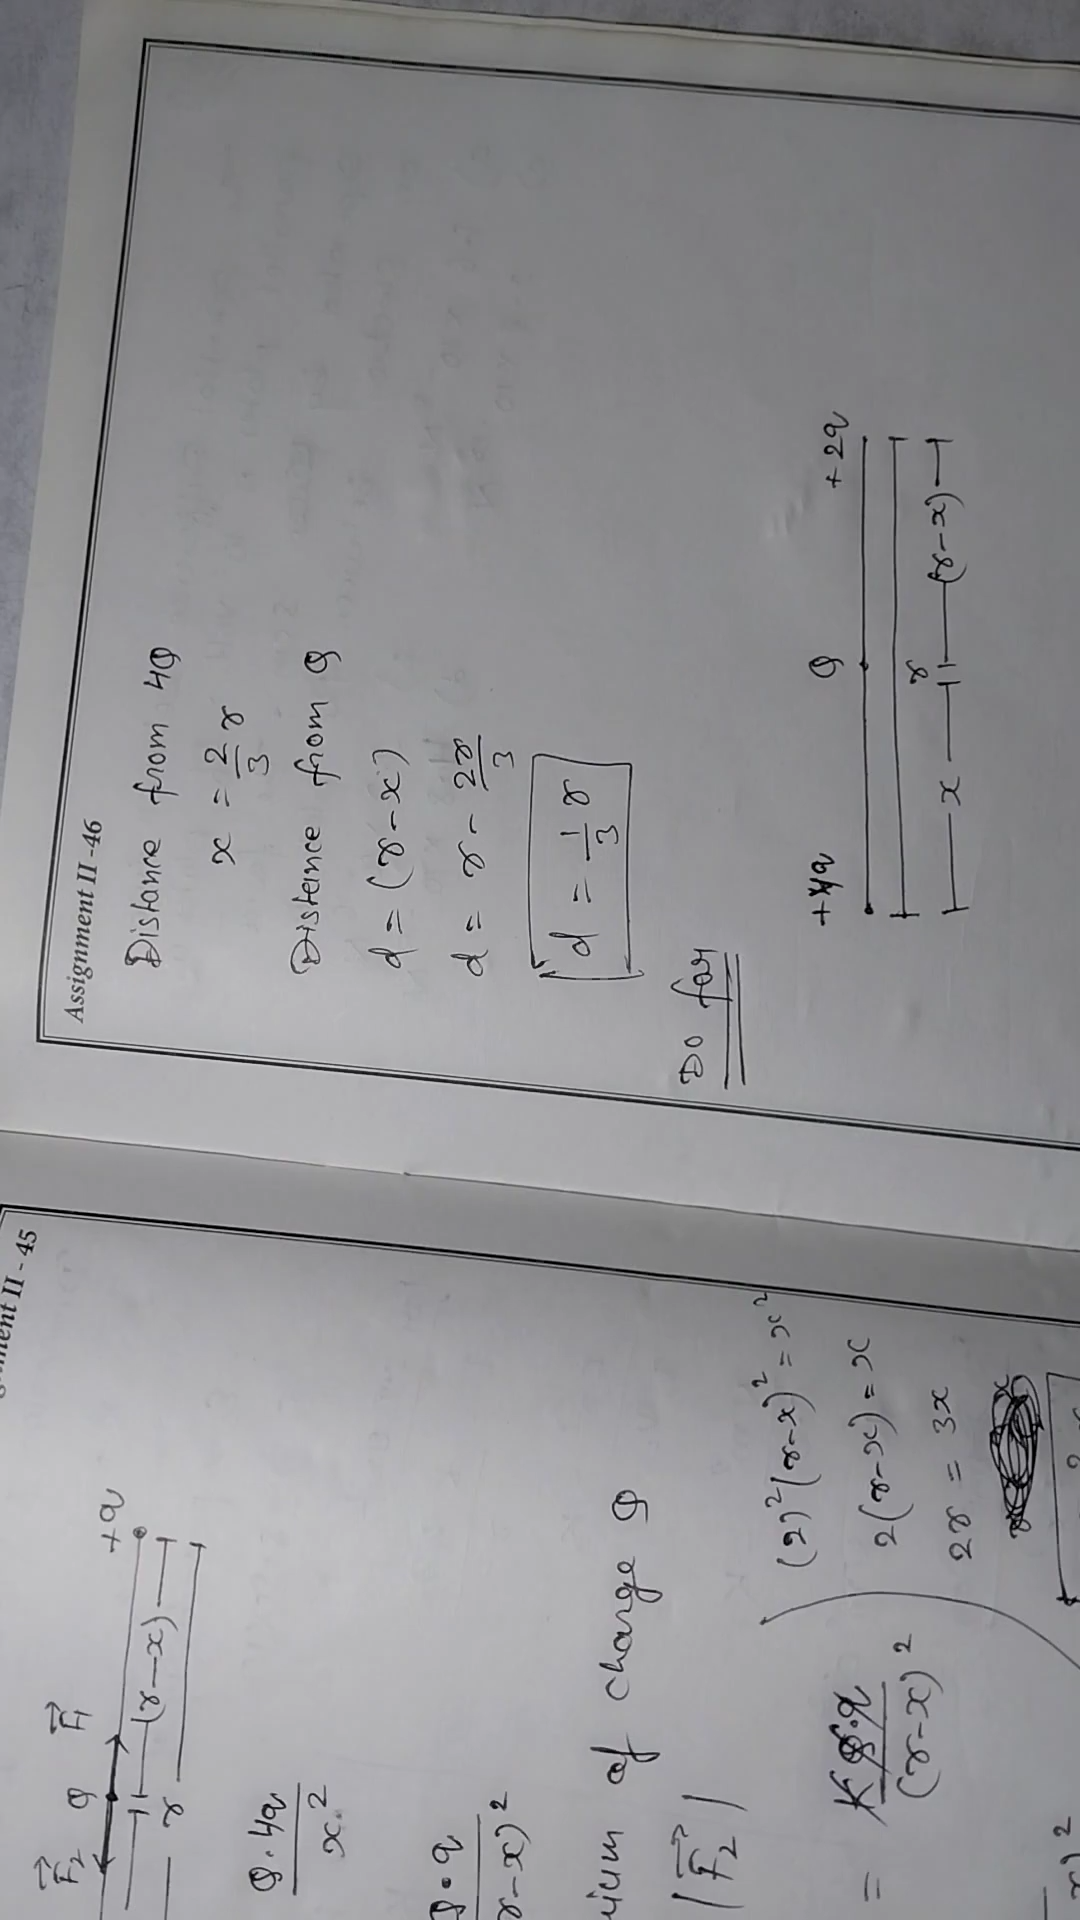 Assignment II -46
Distance from 4Q
x = 2/3 r
Distance from Q
d = (r-x)
d = r - 2r/3
d = 1/3 r
Do for
+4q Q +2q
r
x (r-x)
ment II - 45
F₂ Q F₁ +q
(r-x)
r
Q·4q
x²
·q
-x)²
of charge Q
|F₂|
= KQ·q
(r-x)²
(2)²(r-x)² = x²
2(r-x) = x
2r = 3x